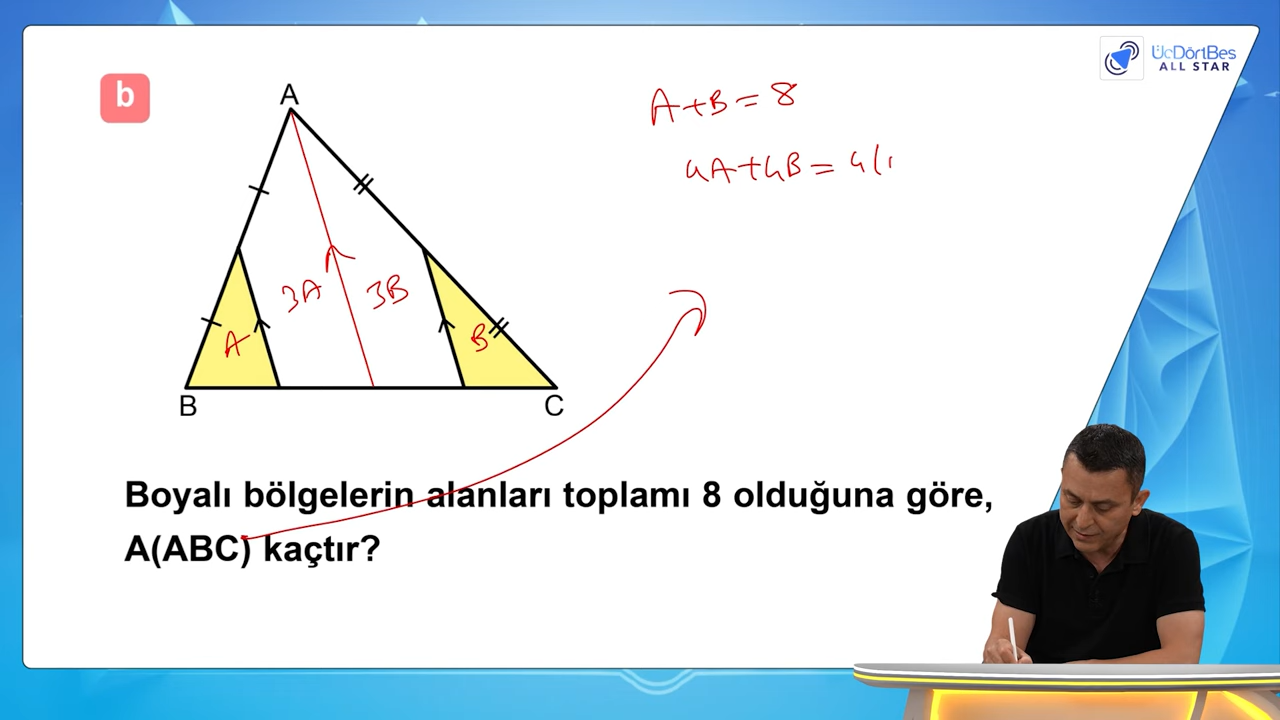 ÜçDörtBeş
ALL STAR
b
A
A+B=8
4A+4B=4(
3A
3B
A
B
B
C
Boyalı bölgelerin alanları toplamı 8 olduğuna göre,
A(ABC) kaçtır?